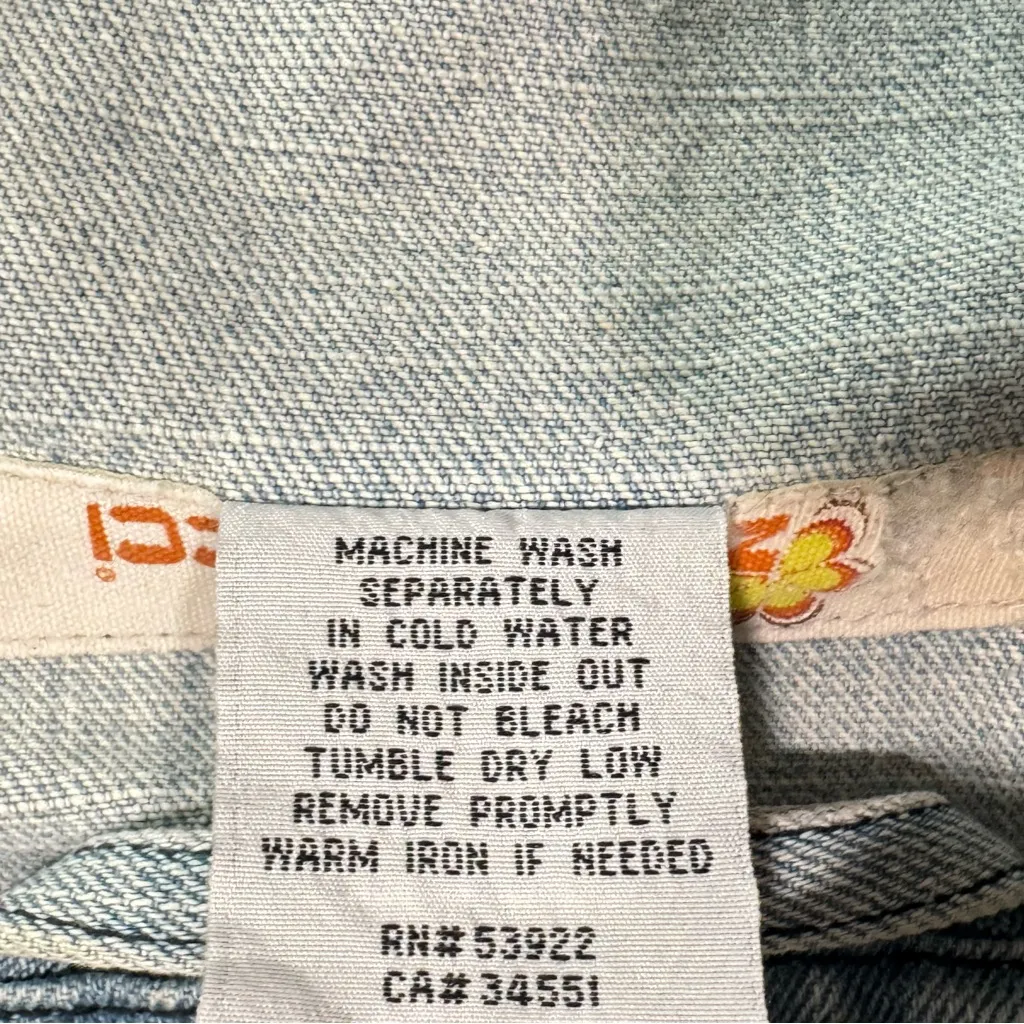 MACHINE WASH
SEPARATELY
IN COLD WATER
WASH INSIDE OUT
DO NOT BLEACH
TUMBLE DRY LOW
REMOVE PROMPTLY
WARM IRON IF NEEDED
RN# 53922
CA# 34551